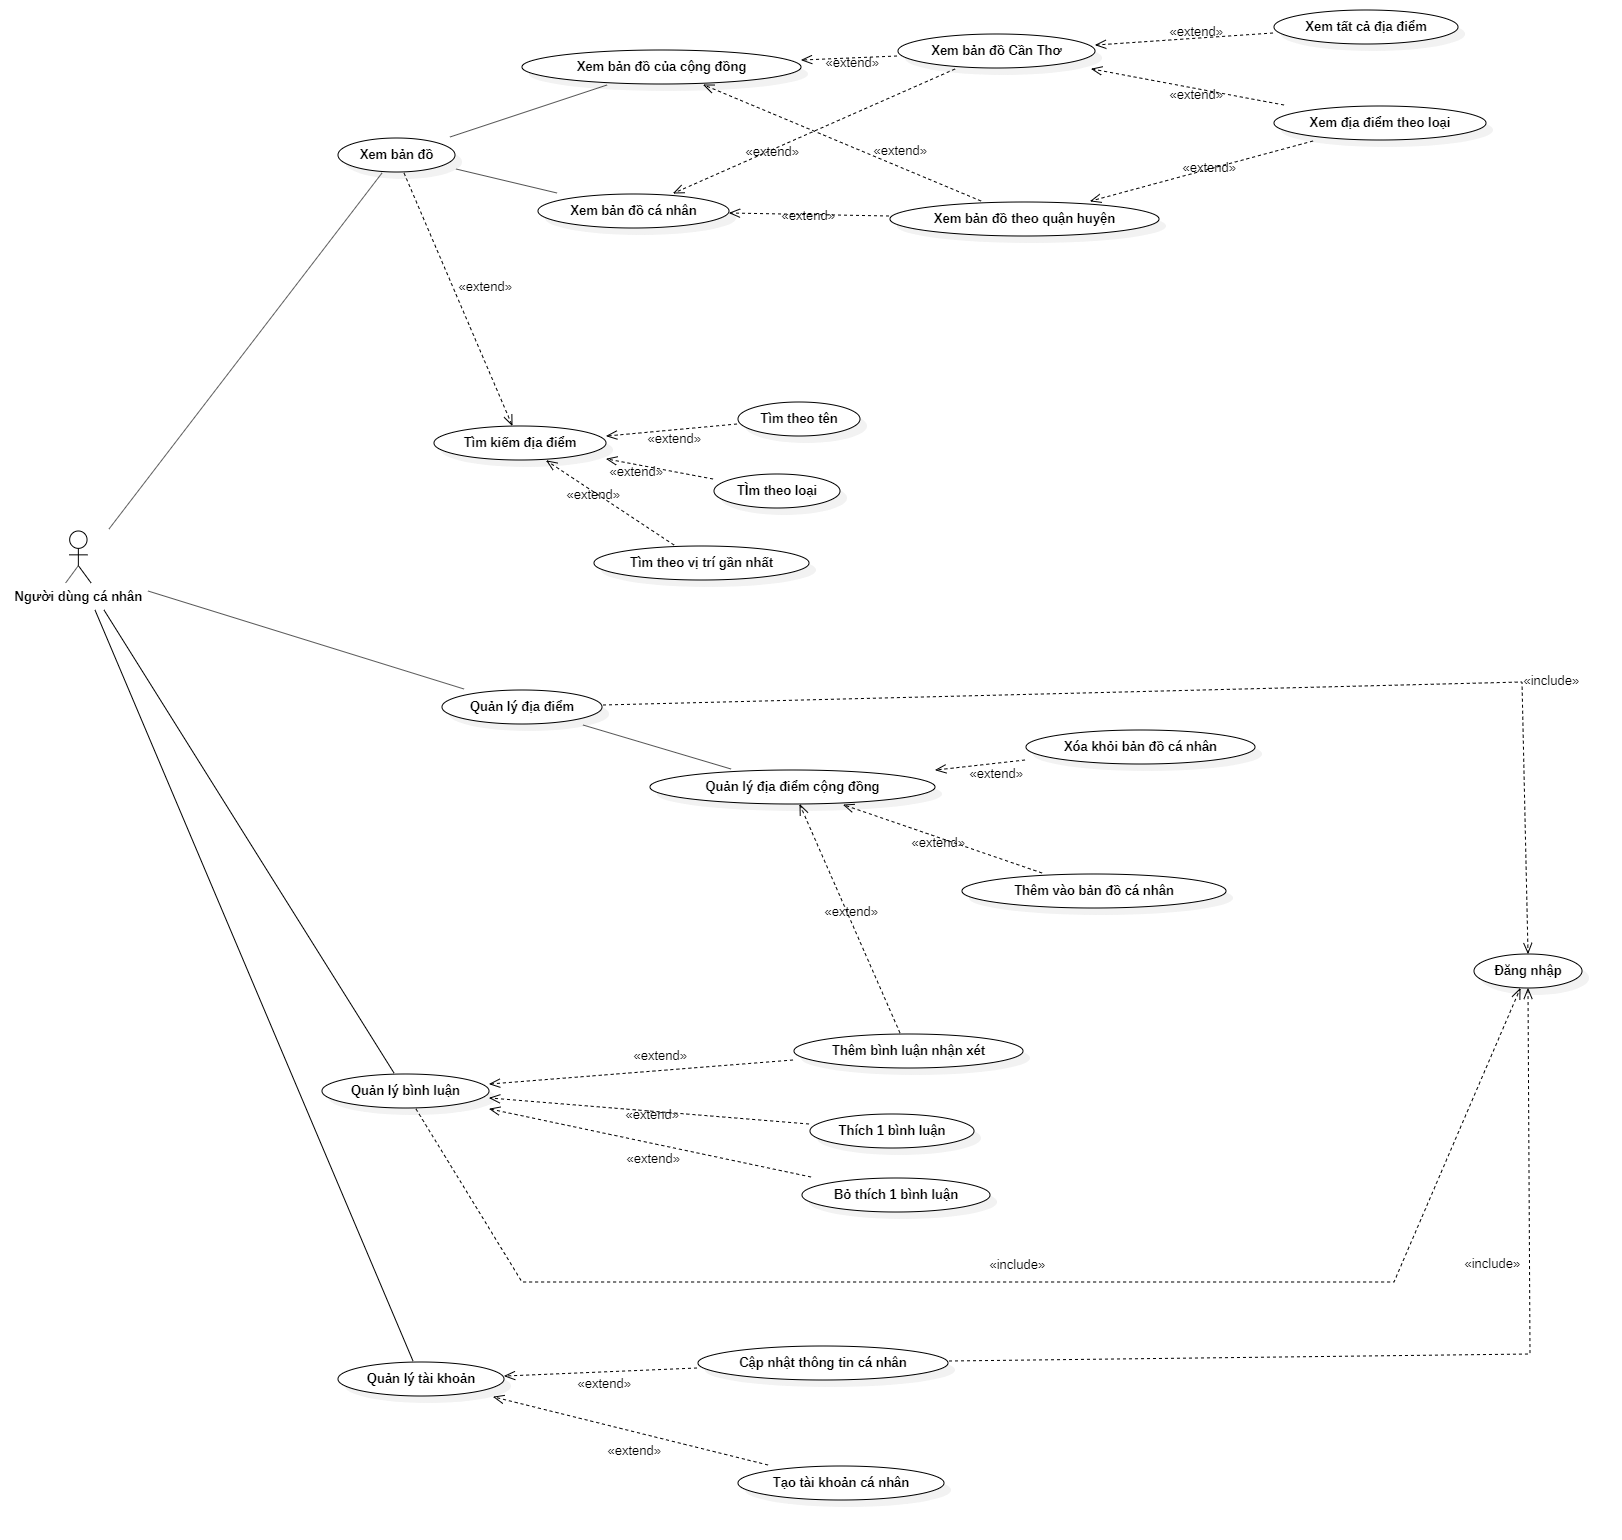 Xem tất cả địa điểm
«extend»
Xem bản đồ Cần Thơ
Xem bản đồ của cộng đồng
«extend»
«extend»
Xem địa điểm theo loại
Xem bản đồ
«extend»
«extend»
«extend»
Xem bản đồ cá nhân
«extend»
Xem bản đồ theo quận huyện
«extend»
Tìm theo tên
Tìm kiếm địa điểm
«extend»
«extend»
TÌm theo loại
«extend»
Tìm theo vị trí gần nhất
Người dùng cá nhân
«include»
Quản lý địa điểm
Xóa khỏi bản đồ cá nhân
«extend»
Quản lý địa điểm cộng đồng
«extend»
Thêm vào bản đồ cá nhân
«extend»
Đăng nhập
Thêm bình luận nhận xét
«extend»
Quản lý bình luận
«extend»
Thích 1 bình luận
«extend»
Bỏ thích 1 bình luận
«include»
«include»
Cập nhật thông tin cá nhân
Quản lý tài khoản
«extend»
«extend»
Tạo tài khoản cá nhân